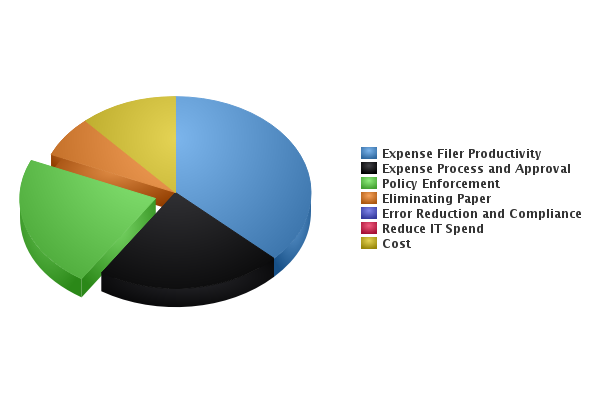 Expense Filer Productivity
Expense Process and Approval
Policy Enforcement
Eliminating Paper
Error Reduction and Compliance
Reduce IT Spend
Cost